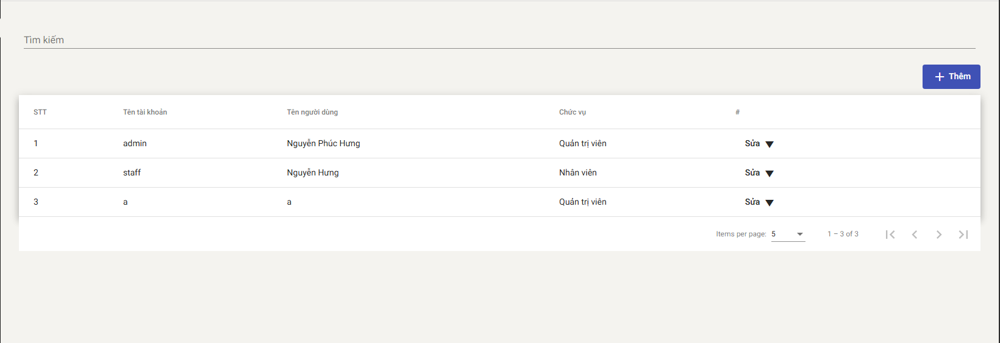 Tìm kiếm
Thêm
STT Tên tài khoản Tên người dùng Chức vụ #
1 admin Nguyễn Phúc Hưng Quản trị viên Sửa
2 staff Nguyễn Hưng Nhân viên Sửa
3 a a Quản trị viên Sửa
Items per page: 5 1 – 3 of 3